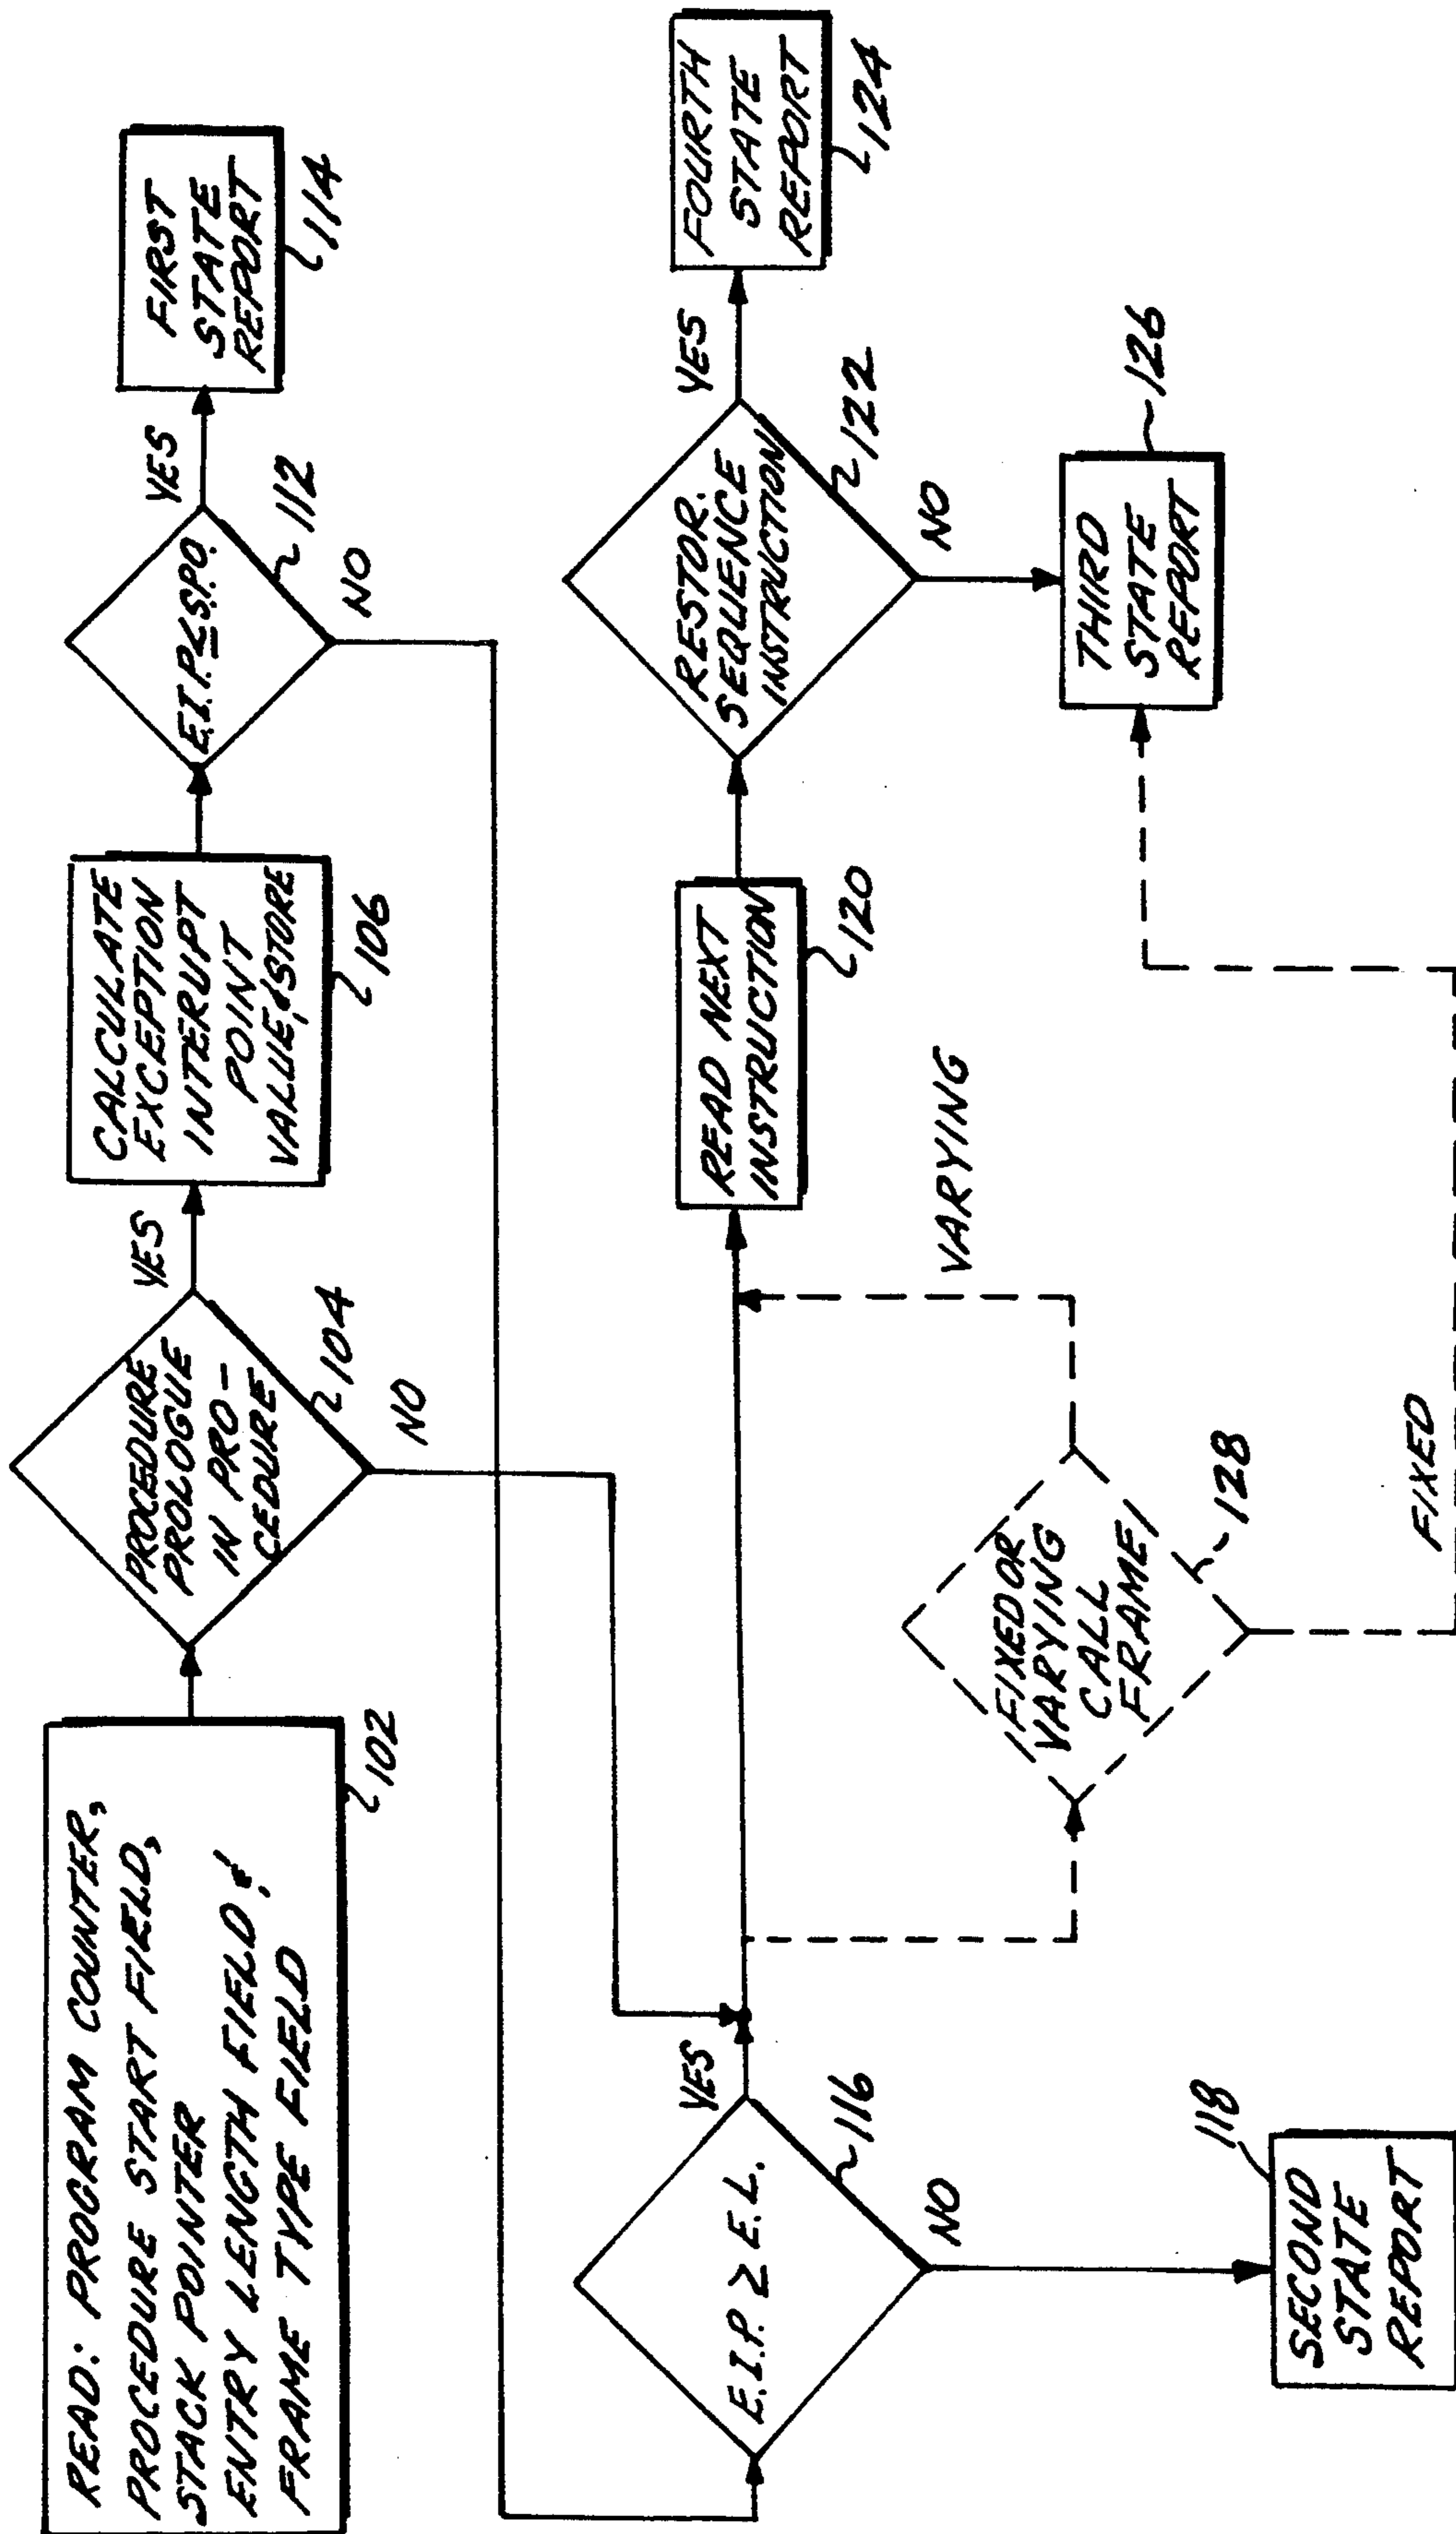 READ: PROGRAM COUNTER,
PROCEDURE START FIELD,
STACK POINTER
ENTRY LENGTH FIELD &
FRAME TYPE FIELD
102
PROCEDURE
PROLOGUE
IN PRO-
CEDURE
104
YES
NO
CALCULATE
EXCEPTION
INTERUPT
POINT
VALUE, & STORE
106
E.I.P. ≤ S.P.O.
112
YES
NO
FIRST
STATE
REPORT
114
E.I.P. ≥ E.L.
116
YES
NO
SECOND
STATE
REPORT
118
FIXED OR
VARYING
CALL
FRAME
128
VARYING
FIXED
READ NEXT
INSTRUCTION
120
RESTOR.
SEQUENCE
INSTRUCTION
122
YES
NO
FOURTH
STATE
REPORT
124
THIRD
STATE
REPORT
126